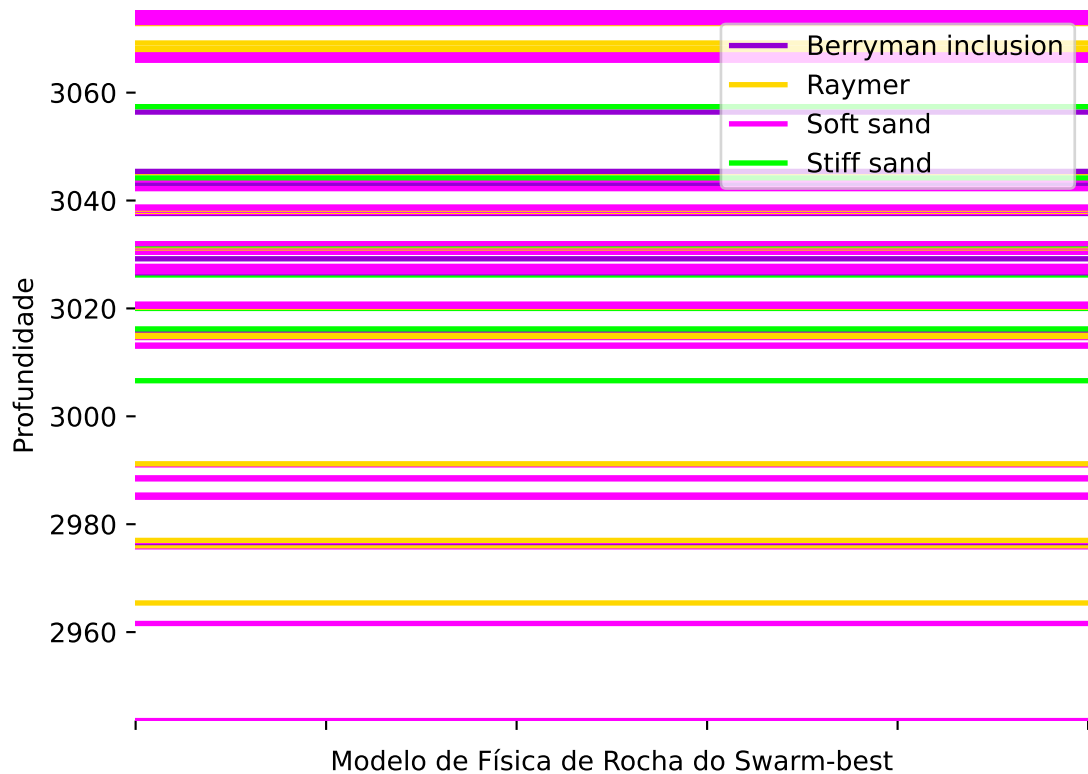 Berryman inclusion
Raymer
Soft sand
Stiff sand
3060
3040
3020
3000
2980
2960
Profundidade
Modelo de Física de Rocha do Swarm-best